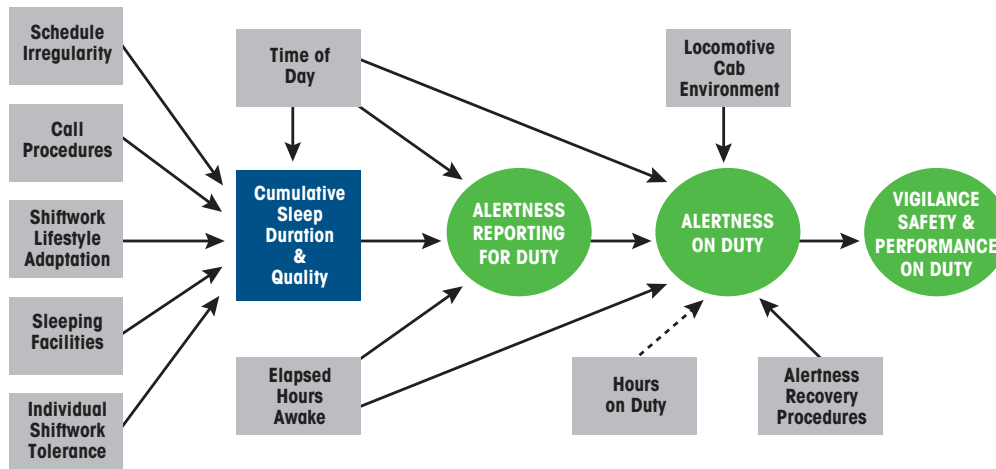 Schedule
Irregularity
Call
Procedures
Shiftwork
Lifestyle
Adaptation
Sleeping
Facilities
Individual
Shiftwork
Tolerance
Time of
Day
Cumulative
Sleep
Duration
&
Quality
Elapsed
Hours
Awake
ALERTNESS
REPORTING
FOR DUTY
Locomotive
Cab
Environment
ALERTNESS
ON DUTY
Hours
on Duty
Alertness
Recovery
Procedures
VIGILANCE
SAFETY &
PERFORMANCE
ON DUTY